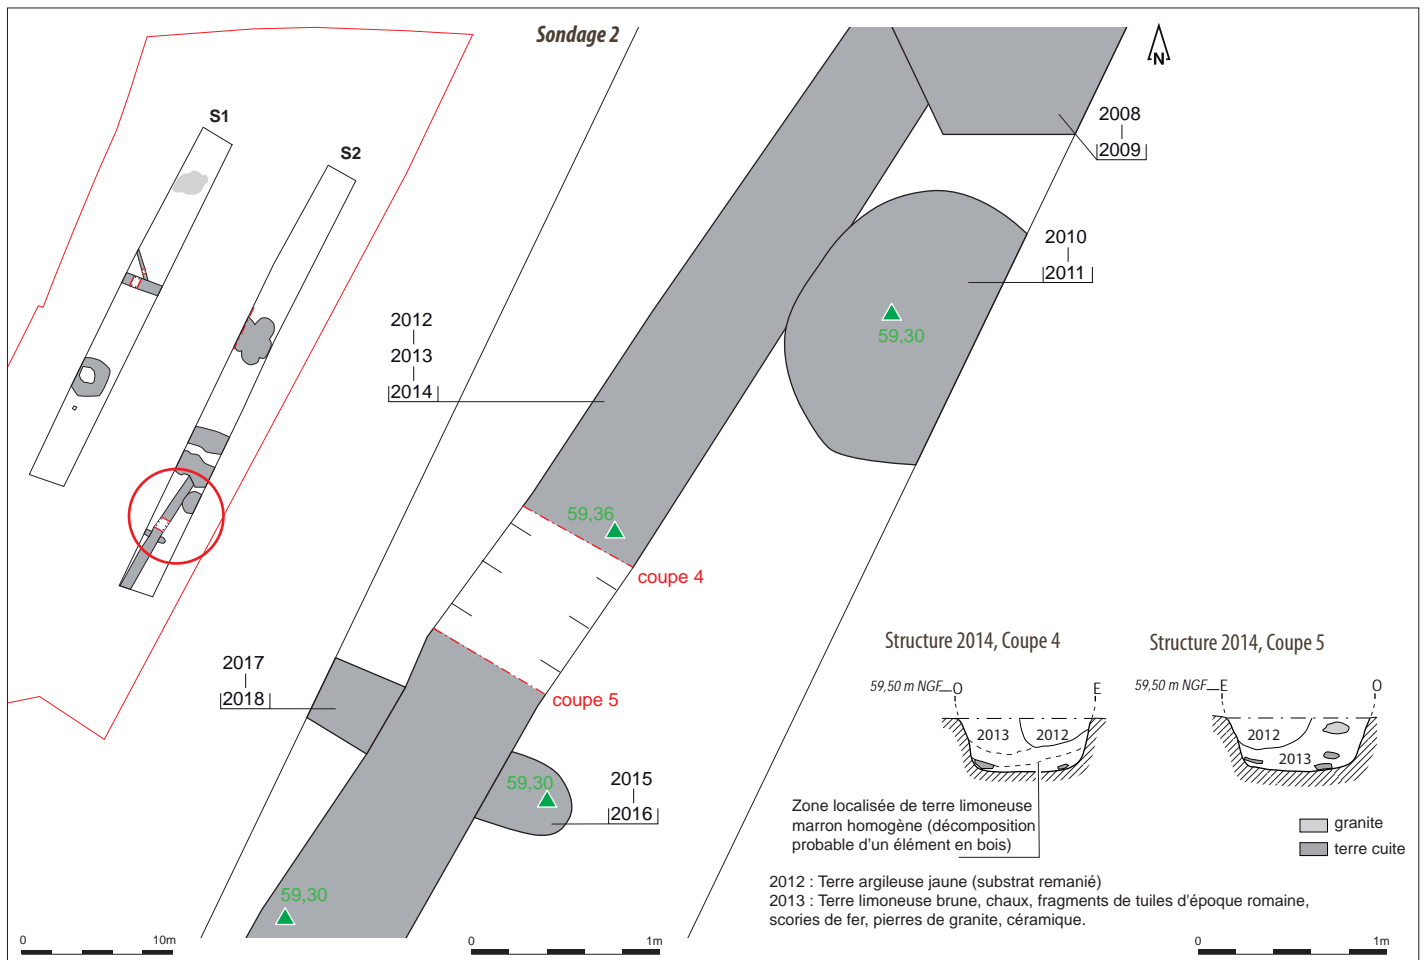 Sondage 2
N
S1
S2
2008
2009
2010
2011
59,30
2012
2013
2014
59,36
coupe 4
coupe 5
2017
2018
59,30
2015
2016
59,30
Structure 2014, Coupe 4
Structure 2014, Coupe 5
59,50 m NGF
O
E
59,50 m NGF
E
O
2013
2012
2012
2013
Zone localisée de terre limoneuse
marron homogène (décomposition
probable d'un élément en bois)
granite
terre cuite
2012 : Terre argileuse jaune (substrat remanié)
2013 : Terre limoneuse brune, chaux, fragments de tuiles d'époque romaine,
scories de fer, pierres de granite, céramique.
0
10m
0
1m
0
1m